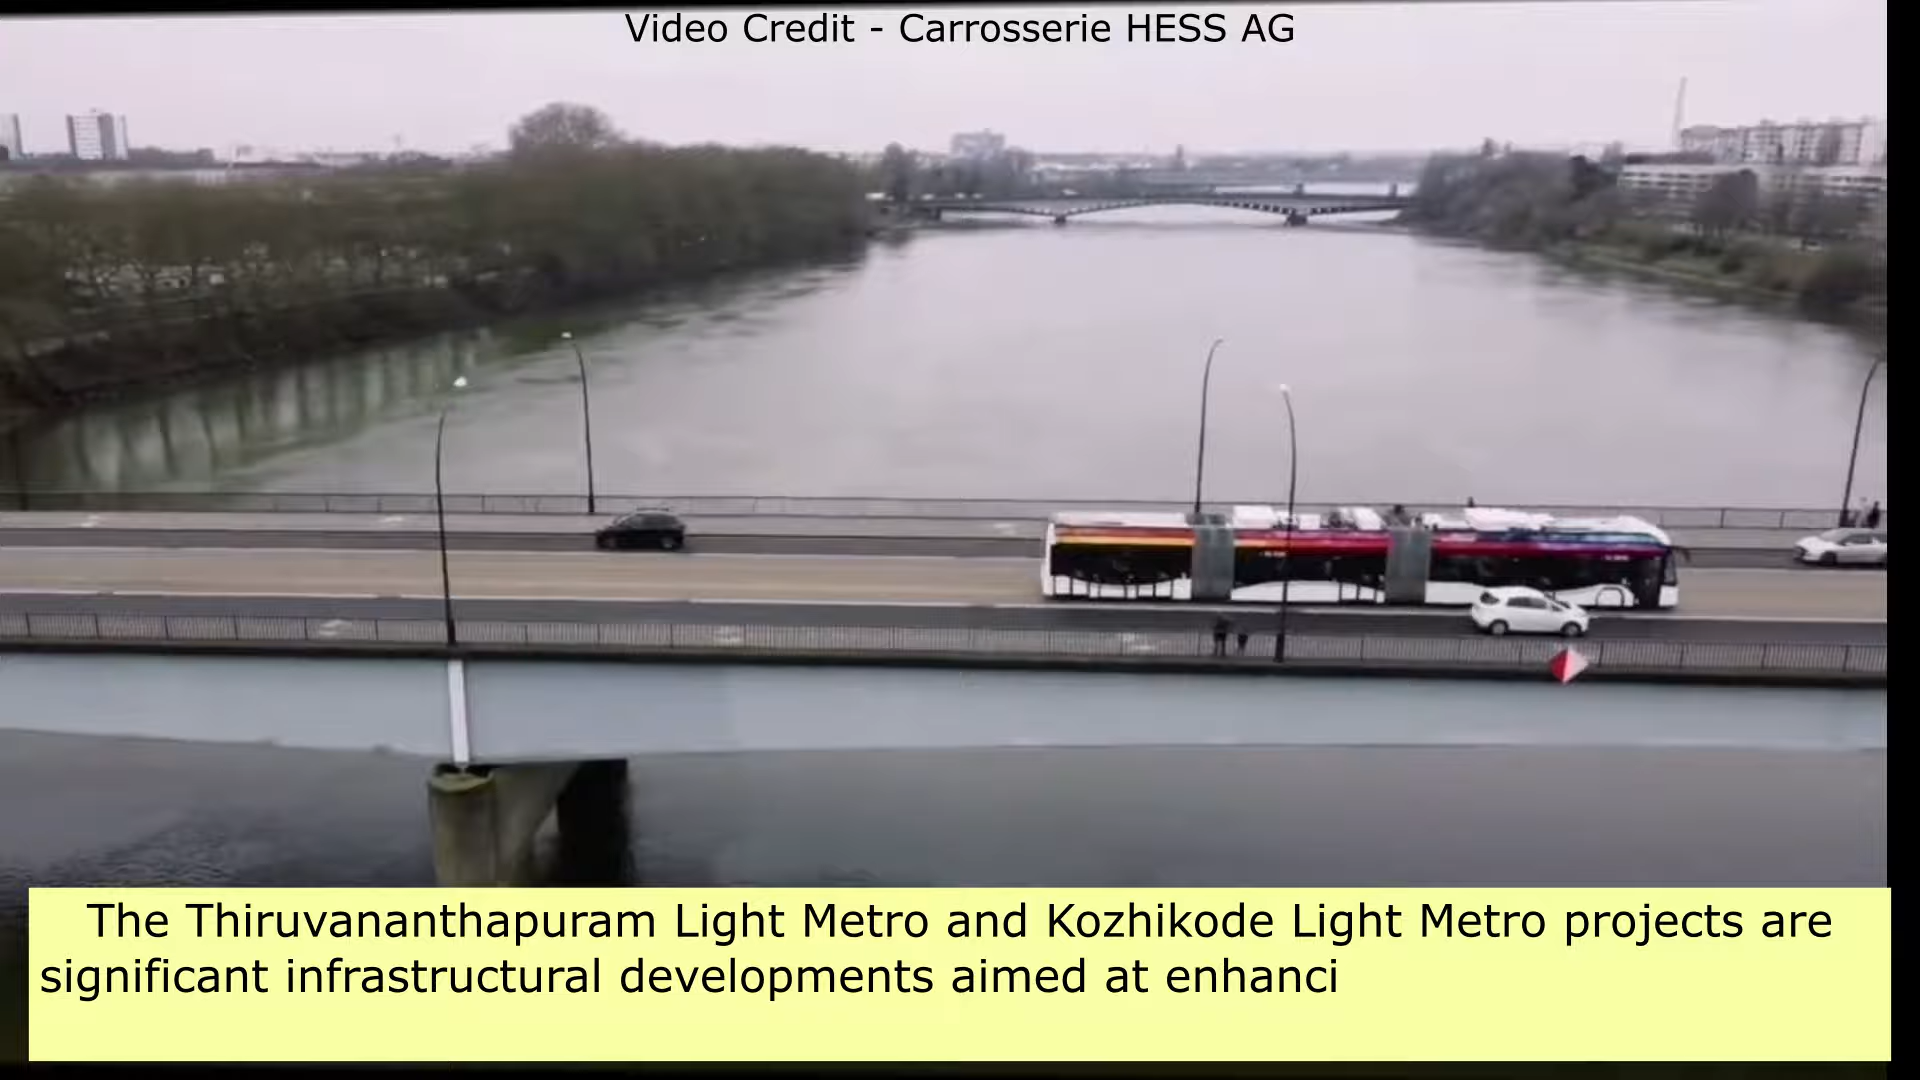 Video Credit - Carrosserie HESS AG
The Thiruvananthapuram Light Metro and Kozhikode Light Metro projects are
significant infrastructural developments aimed at enhanci